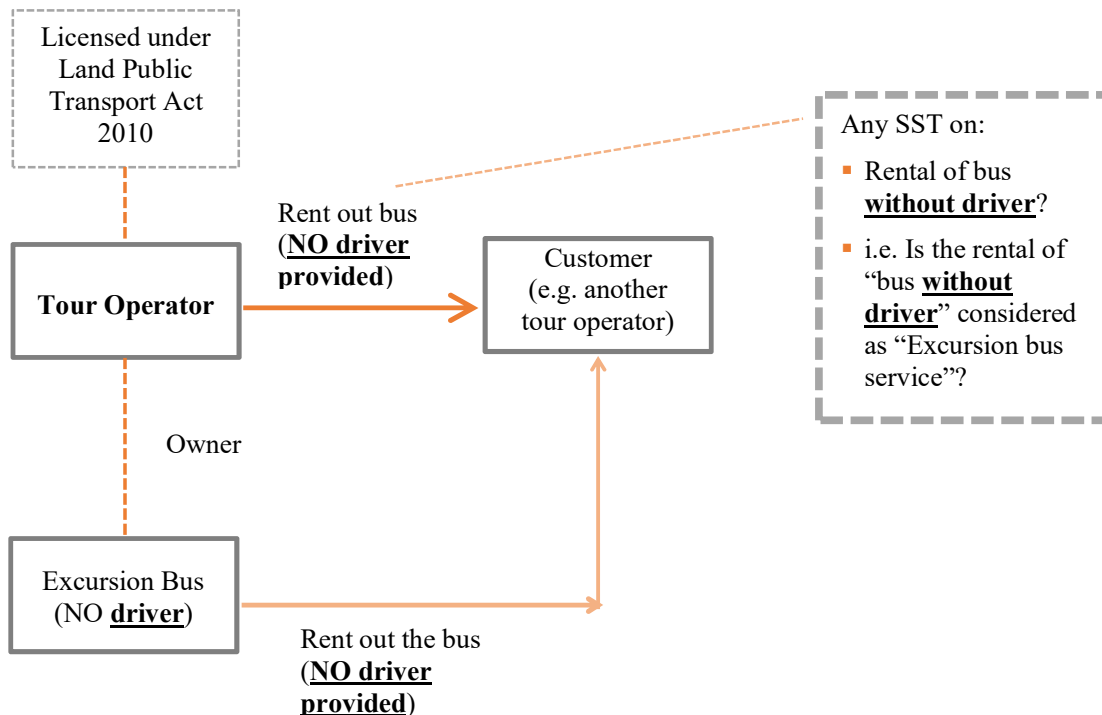 Licensed under
Land Public
Transport Act
2010
Tour Operator
Owner
Excursion Bus
(NO driver)
Rent out bus
(NO driver
provided)
Customer
(e.g. another
tour operator)
Rent out the bus
(NO driver
provided)
Any SST on:
▪ Rental of bus
without driver?
▪ i.e. Is the rental of
“bus without
driver” considered
as “Excursion bus
service”?